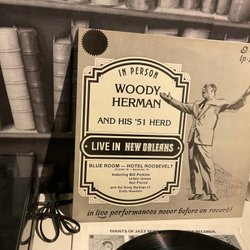 Lp-
IN PERSON
WOODY
HERMAN
AND HIS '51 HERD
LIVE IN NEW ORLEANS
BLUE ROOM — HOTEL ROOSEVELT
featuring Bill Perkins
Urbie Green
Nat Pierce
and the Song Stylings of
Dolly Houston
in live performances never before on record!
GIANTS OF JAZZ